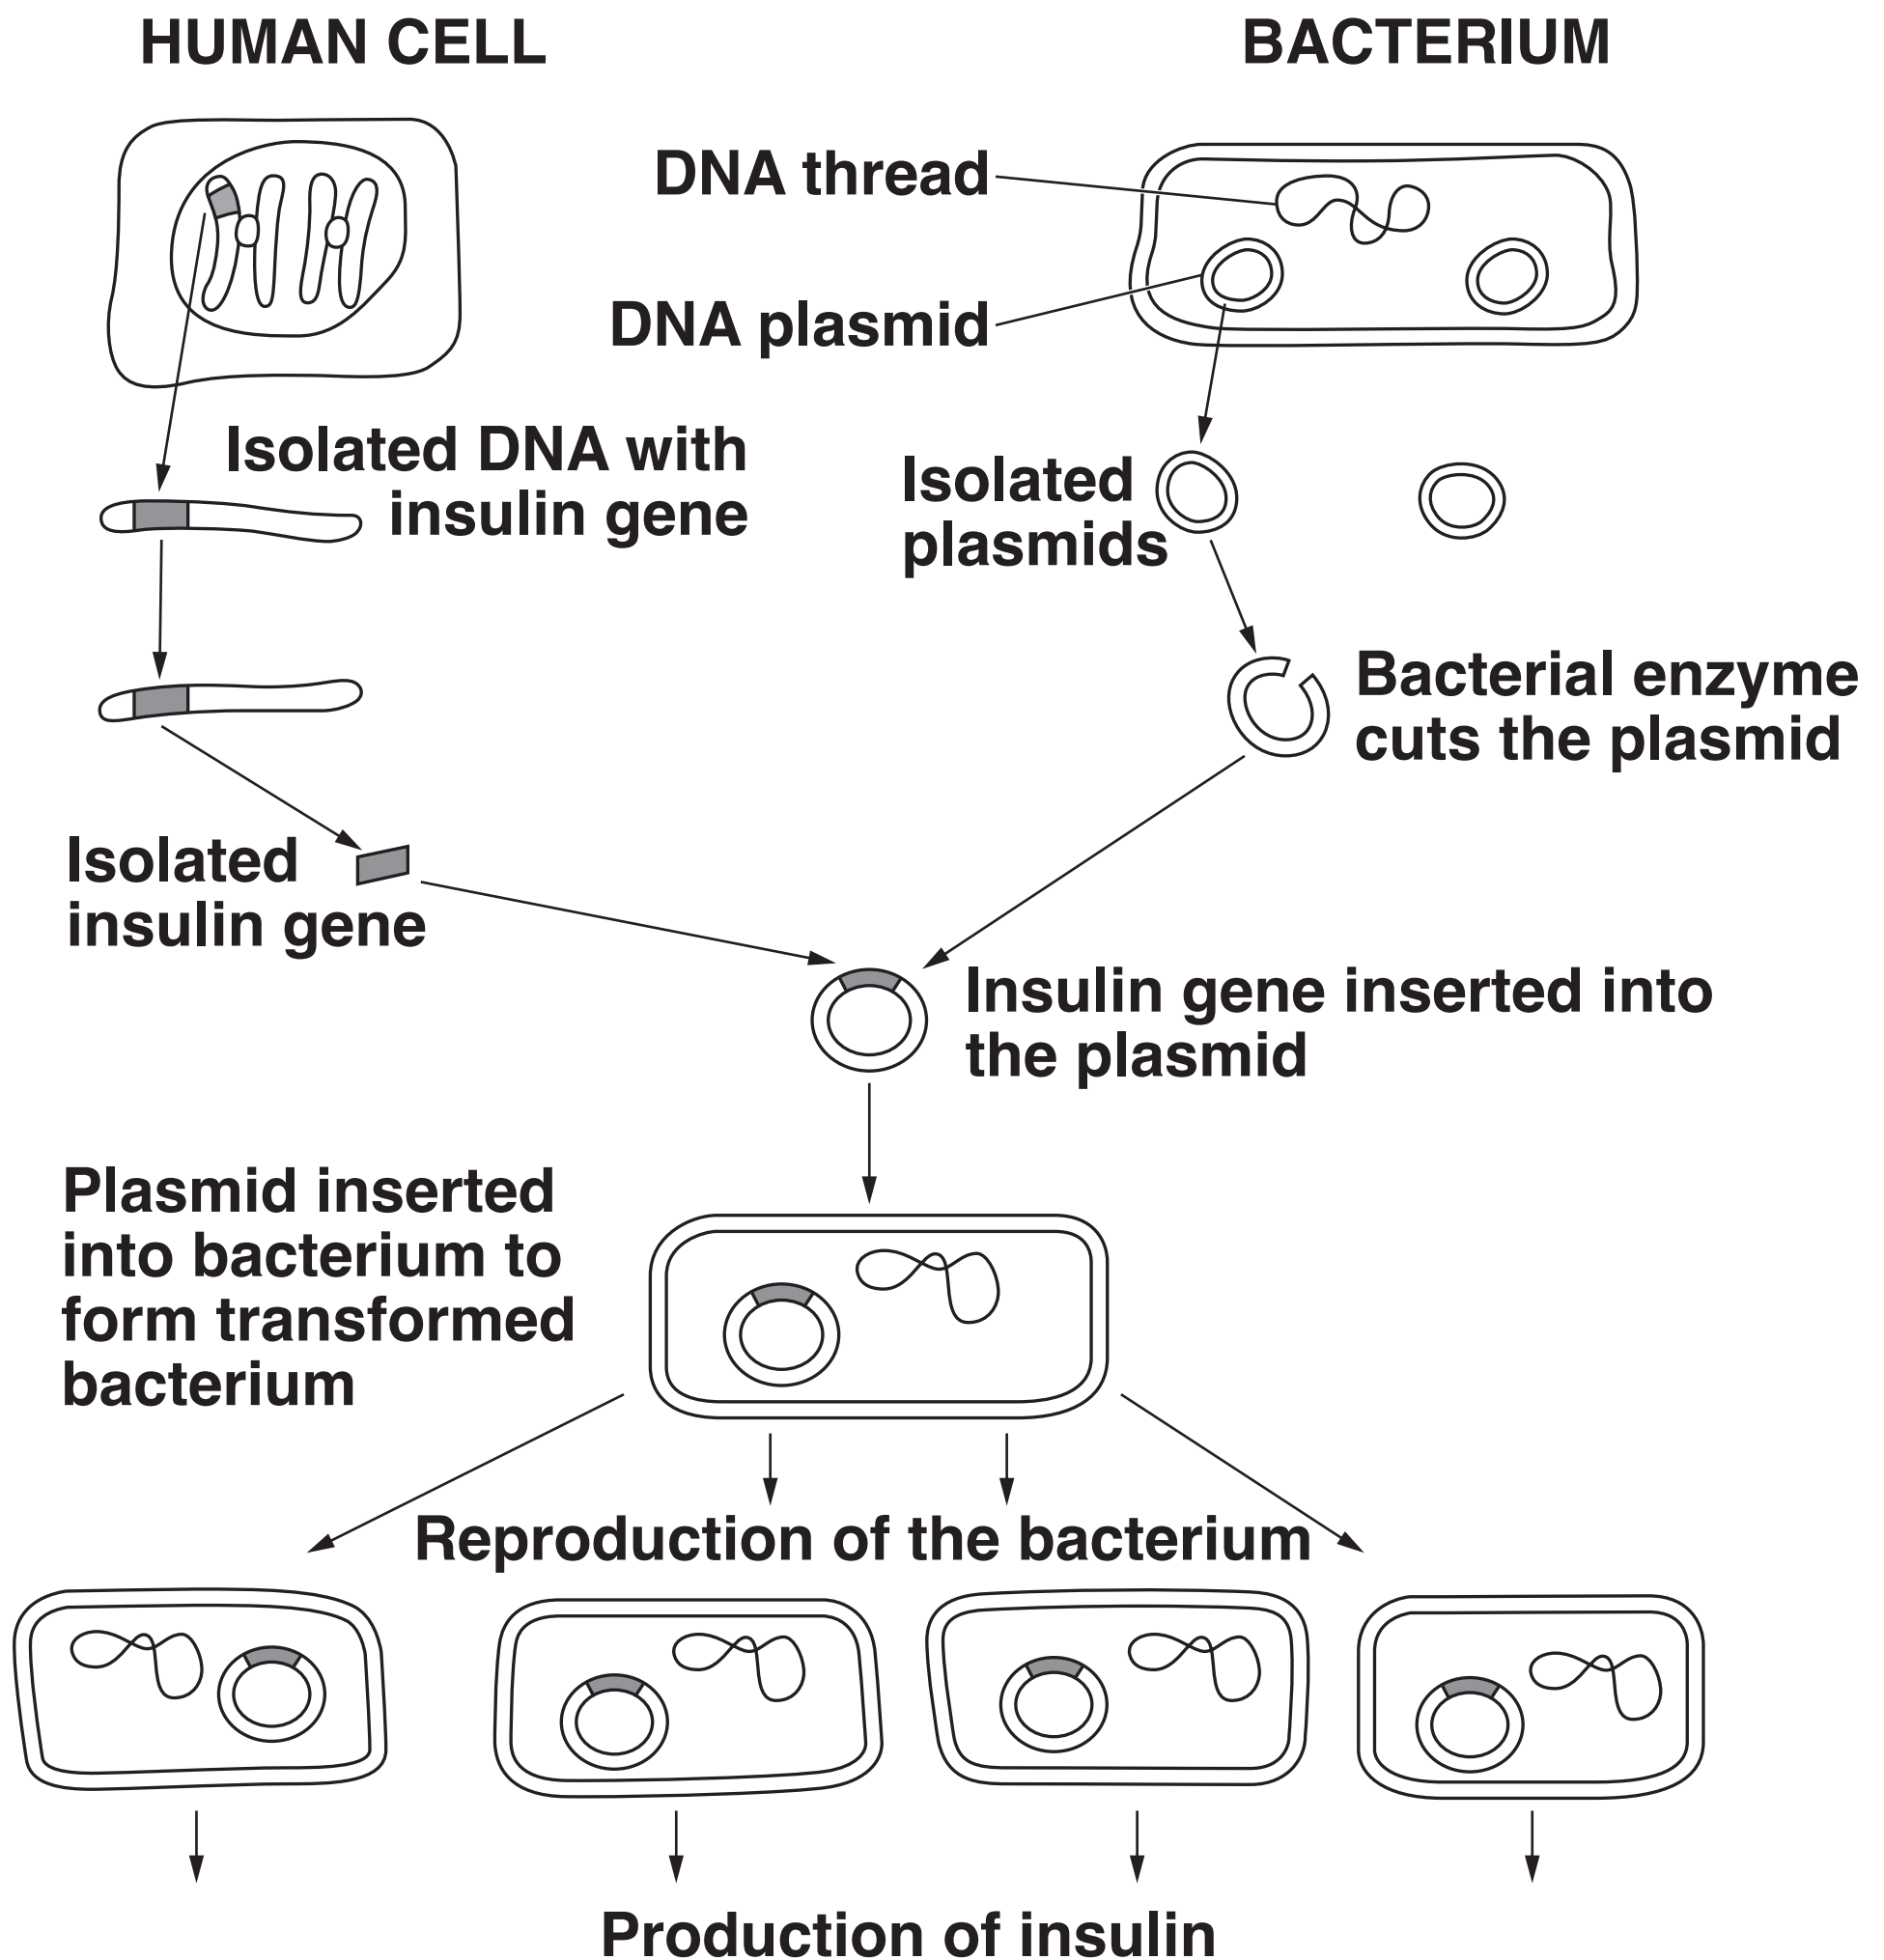 HUMAN CELL
BACTERIUM
DNA thread
DNA plasmid
Isolated DNA with
insulin gene
Isolated
plasmids
Bacterial enzyme
cuts the plasmid
Isolated
insulin gene
Insulin gene inserted into
the plasmid
Plasmid inserted
into bacterium to
form transformed
bacterium
Reproduction of the bacterium
Production of insulin